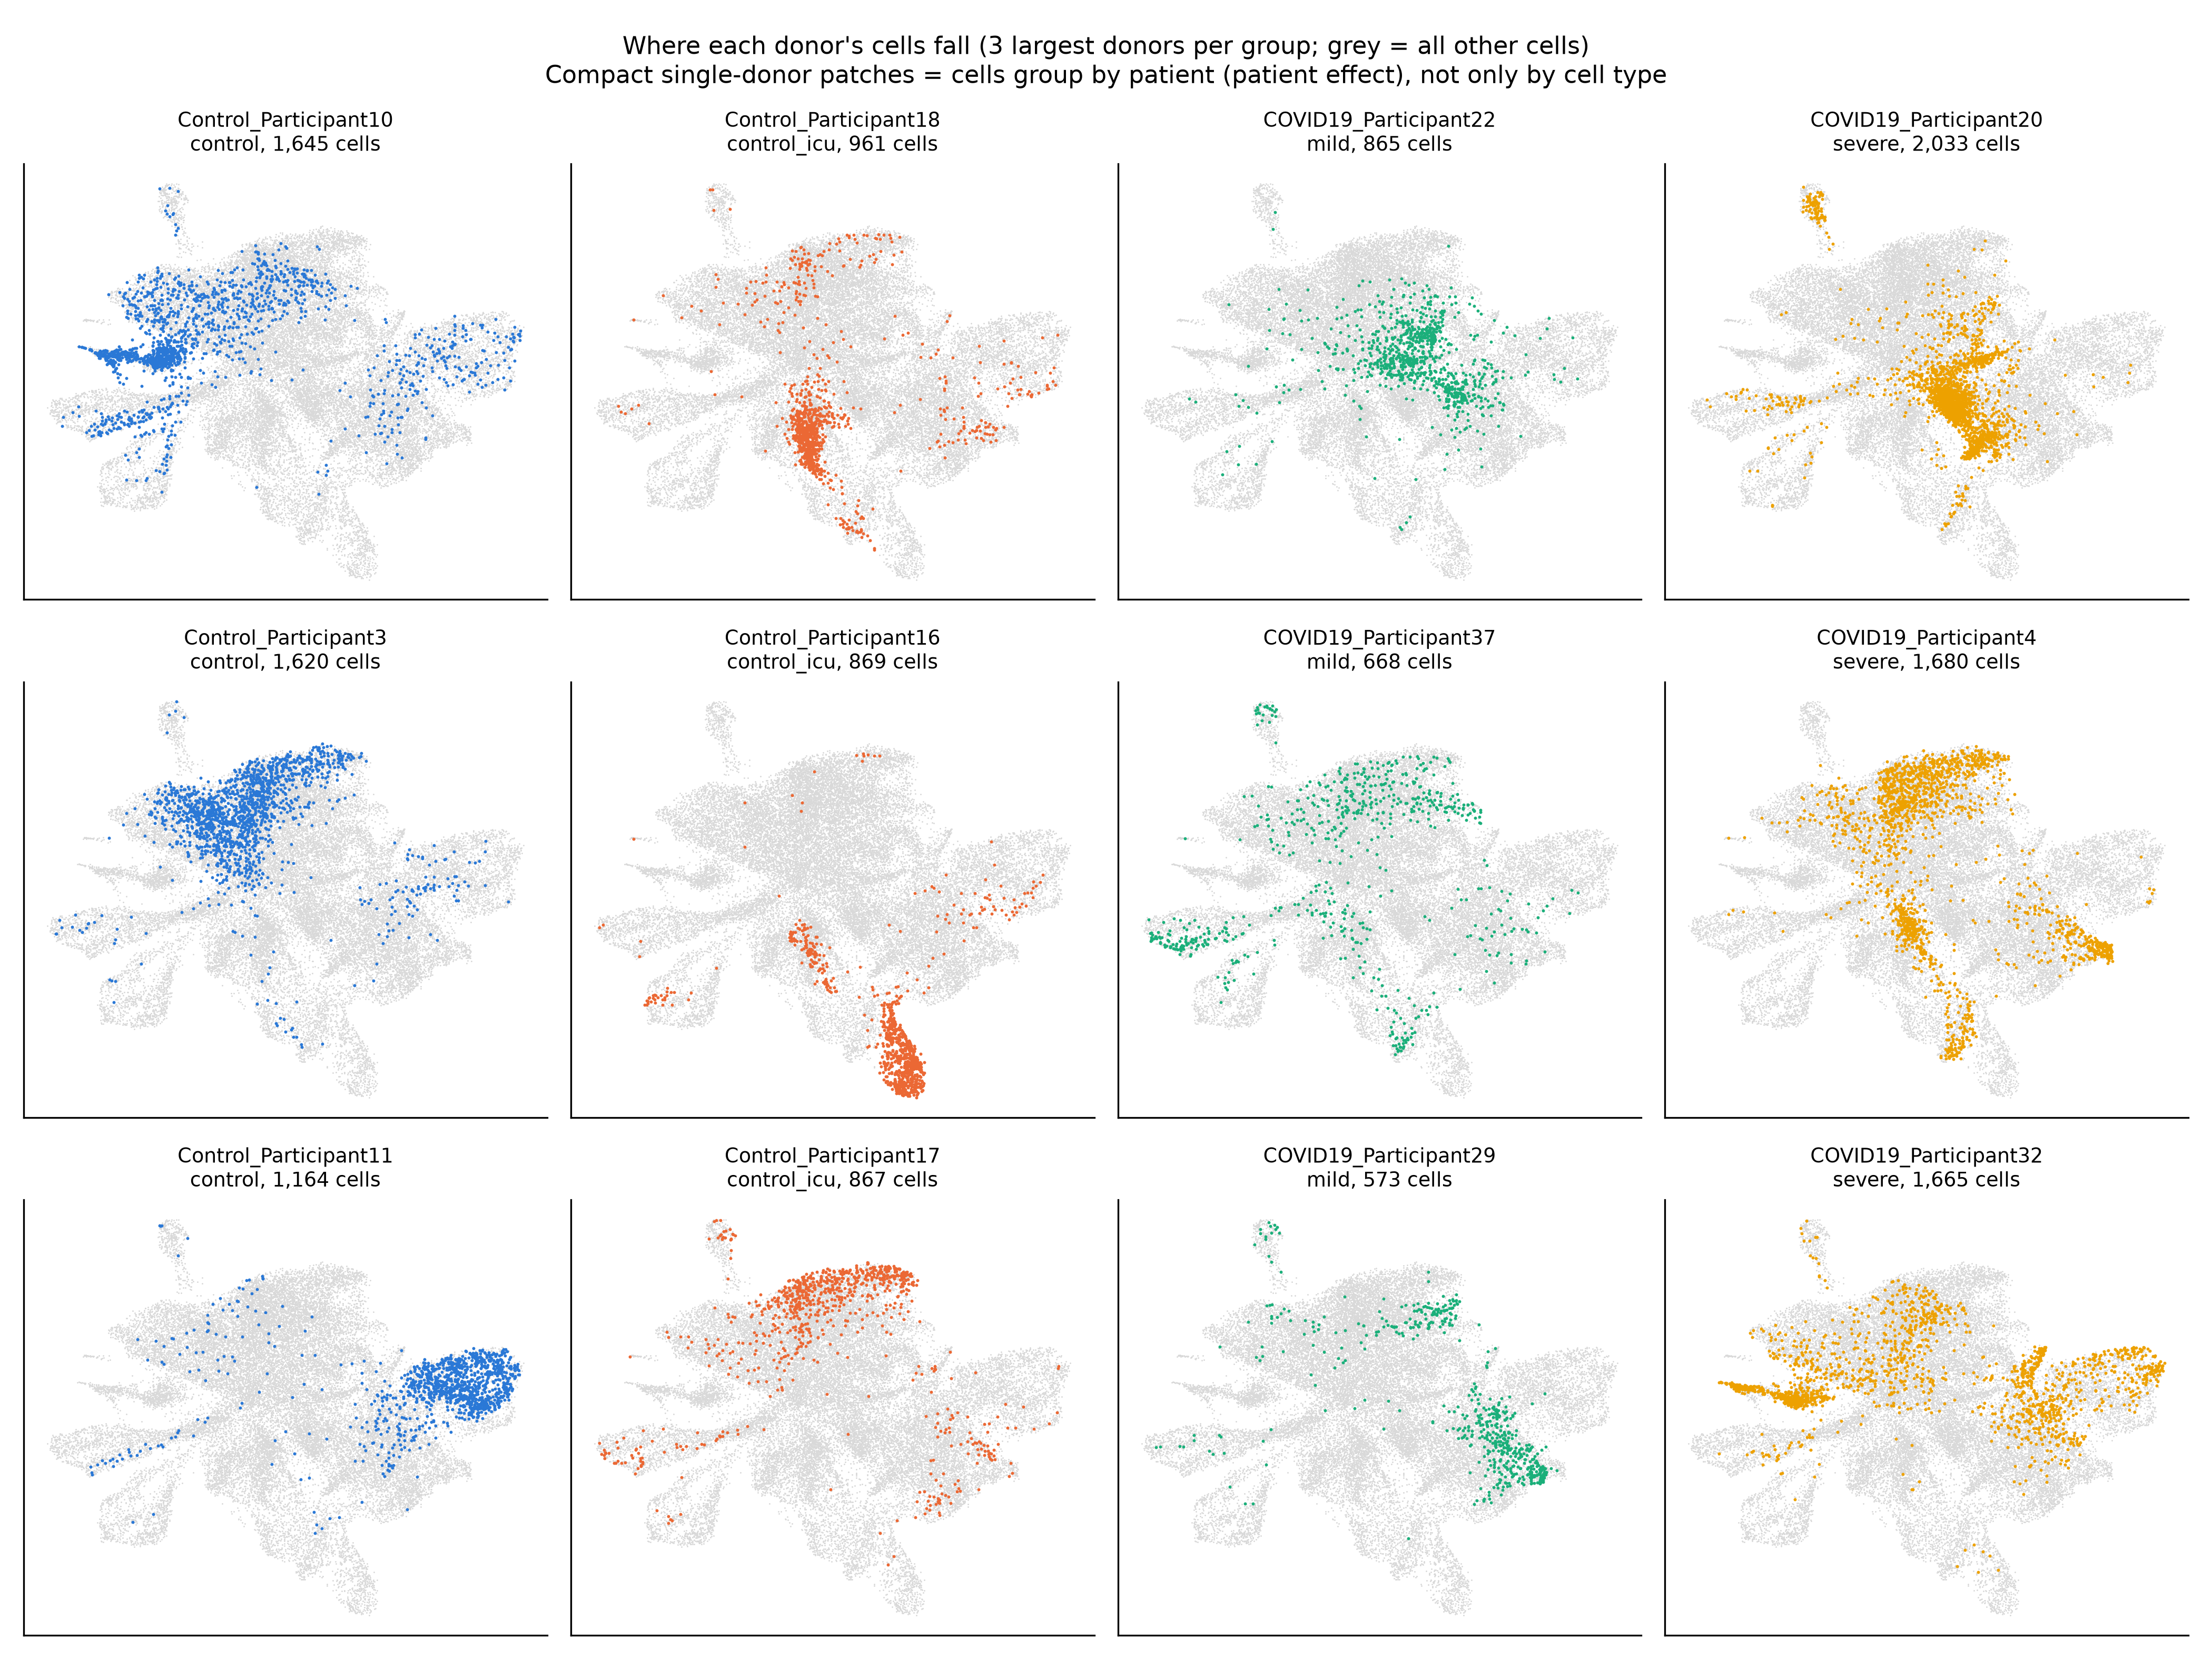 Where each donor's cells fall (3 largest donors per group; grey = all other cells)
Compact single-donor patches = cells group by patient (patient effect), not only by cell type
Control_Participant10
control, 1,645 cells
Control_Participant18
control_icu, 961 cells
COVID19_Participant22
mild, 865 cells
COVID19_Participant20
severe, 2,033 cells
Control_Participant3
control, 1,620 cells
Control_Participant16
control_icu, 869 cells
COVID19_Participant37
mild, 668 cells
COVID19_Participant4
severe, 1,680 cells
Control_Participant11
control, 1,164 cells
Control_Participant17
control_icu, 867 cells
COVID19_Participant29
mild, 573 cells
COVID19_Participant32
severe, 1,665 cells